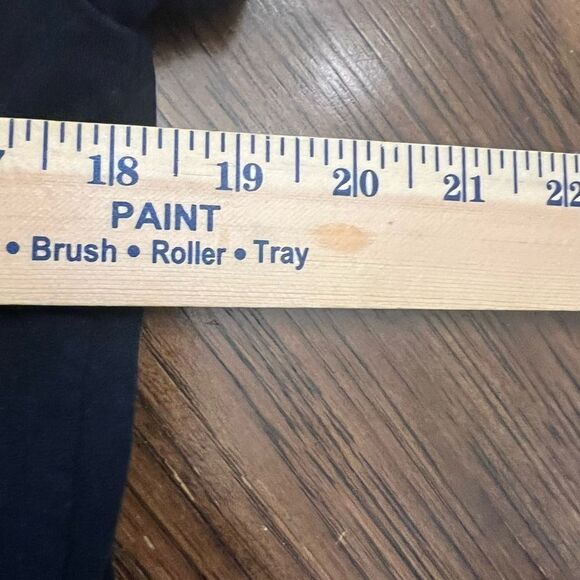 18 19 20 21 22
PAINT
• Brush • Roller • Tray